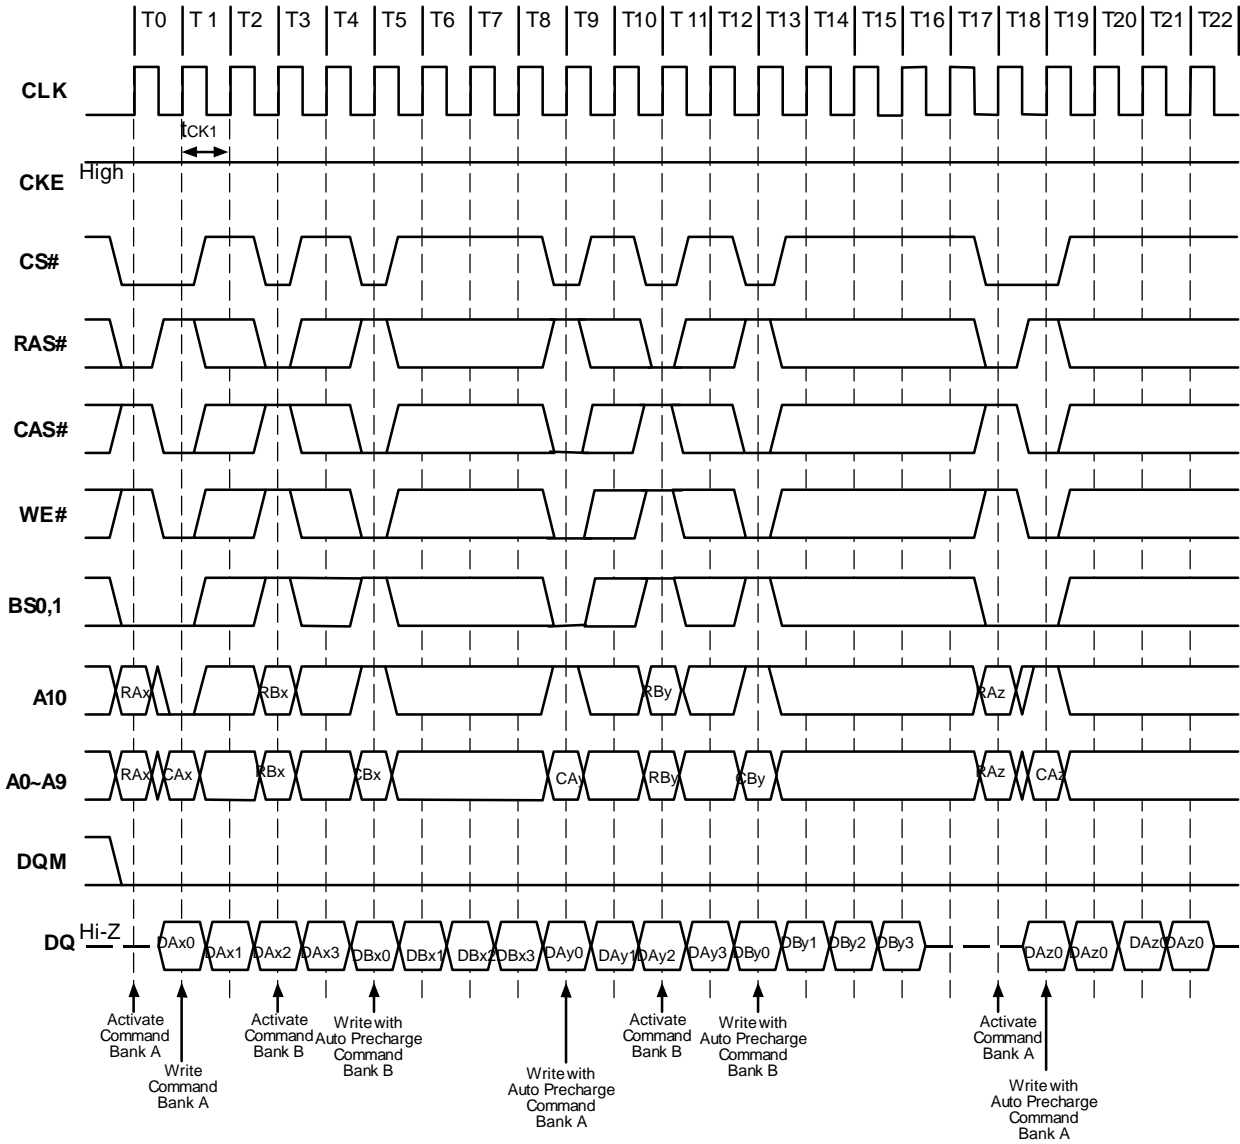 T0 T 1 T2 T3 T4 T5 T6 T7 T8 T9 T10 T 11 T12 T13 T14 T15 T16 T17 T18 T19 T20 T21 T22
CLK
tCK1
High
CKE
CS#
RAS#
CAS#
WE#
BS0,1
A10 RAx RBx RBy RAz
A0~A9 RAx CAx RBx CBx CAy RBy CBy RAz CAz
DQM
Hi-Z
DQ DAx0 DAx1 DAx2 DAx3 DBx0 DBx1 DBx2 DBx3 DAy0 DAy1 DAy2 DAy3 DBy0 DBy1 DBy2 DBy3 DAz0 DAz0 DAz0 DAz0
Activate
Command
Bank A
Write
Command
Bank A
Activate
Command
Bank B
Write with
Auto Precharge
Command
Bank B
Write with
Auto Precharge
Command
Bank A
Activate
Command
Bank B
Write with
Auto Precharge
Command
Bank B
Activate
Command
Bank A
Write with
Auto Precharge
Command
Bank A